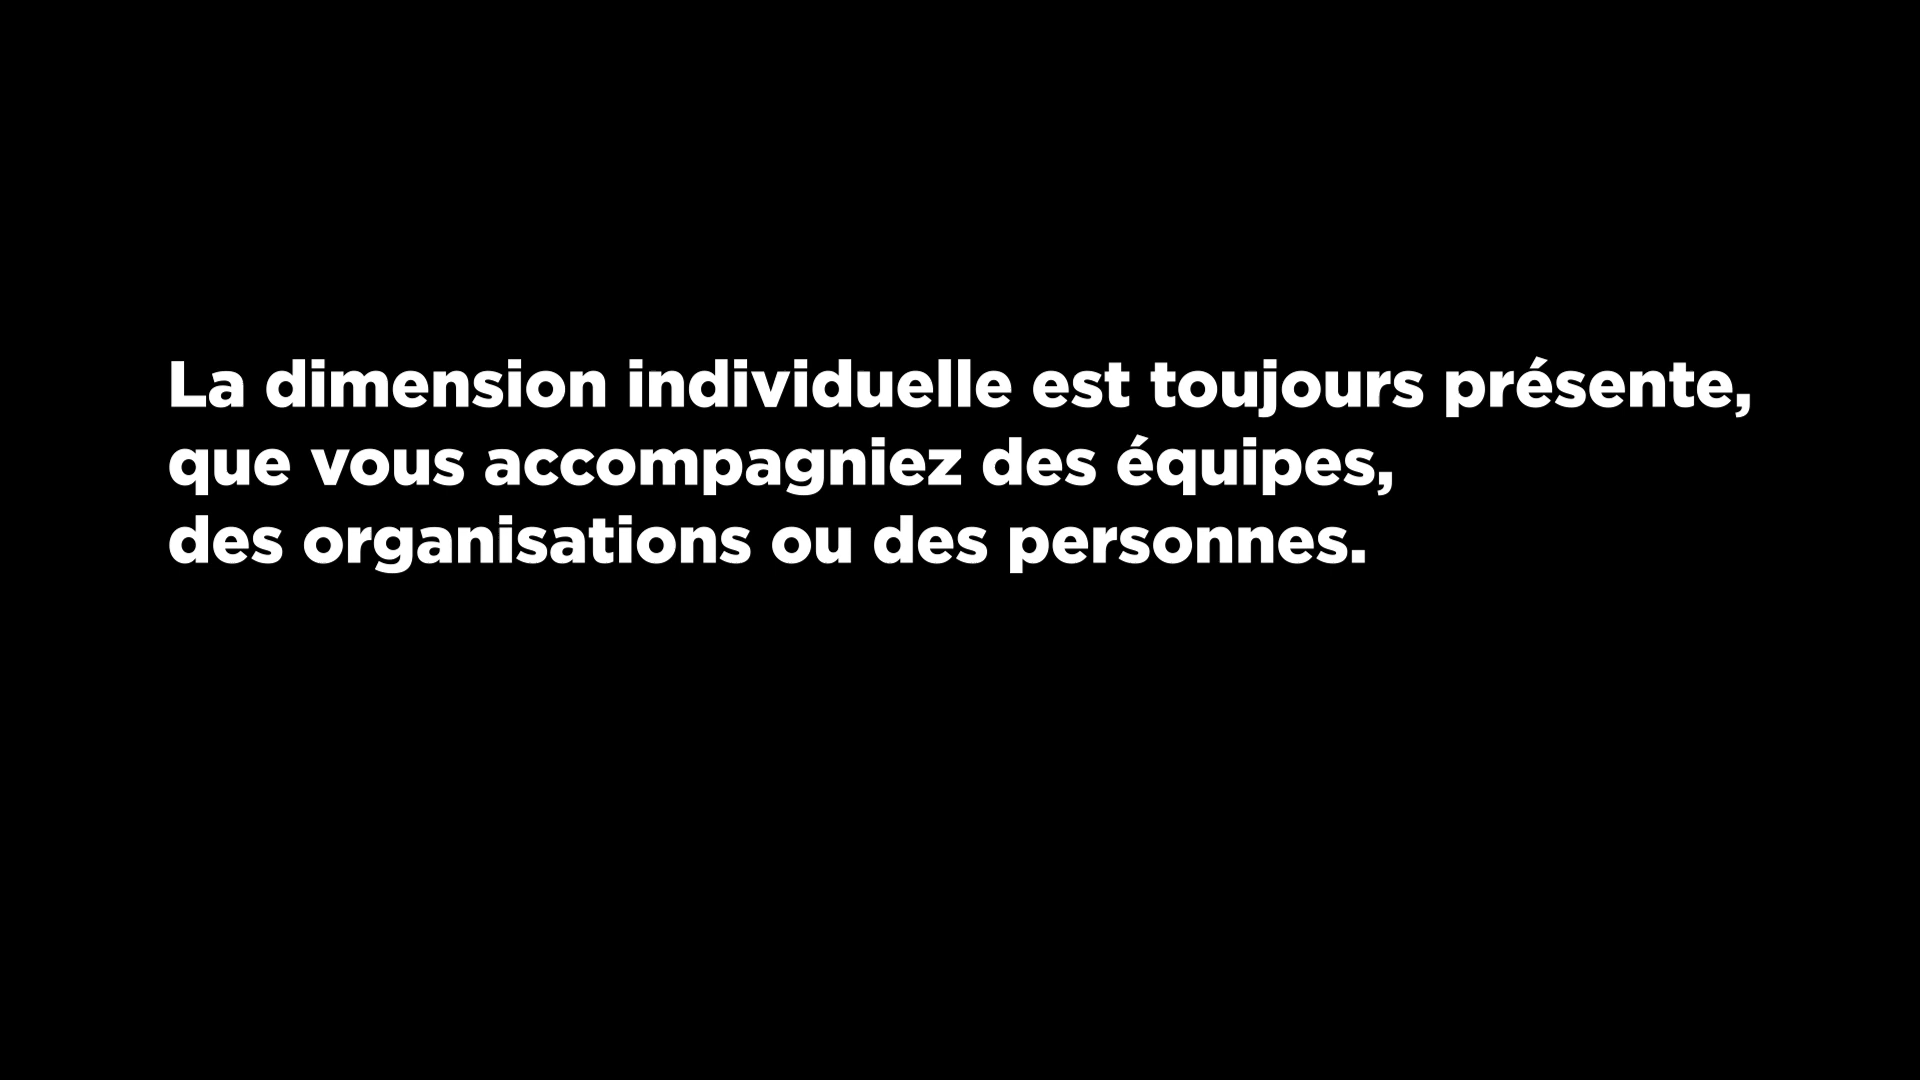 La dimension individuelle est toujours présente,
que vous accompagniez des équipes,
des organisations ou des personnes.